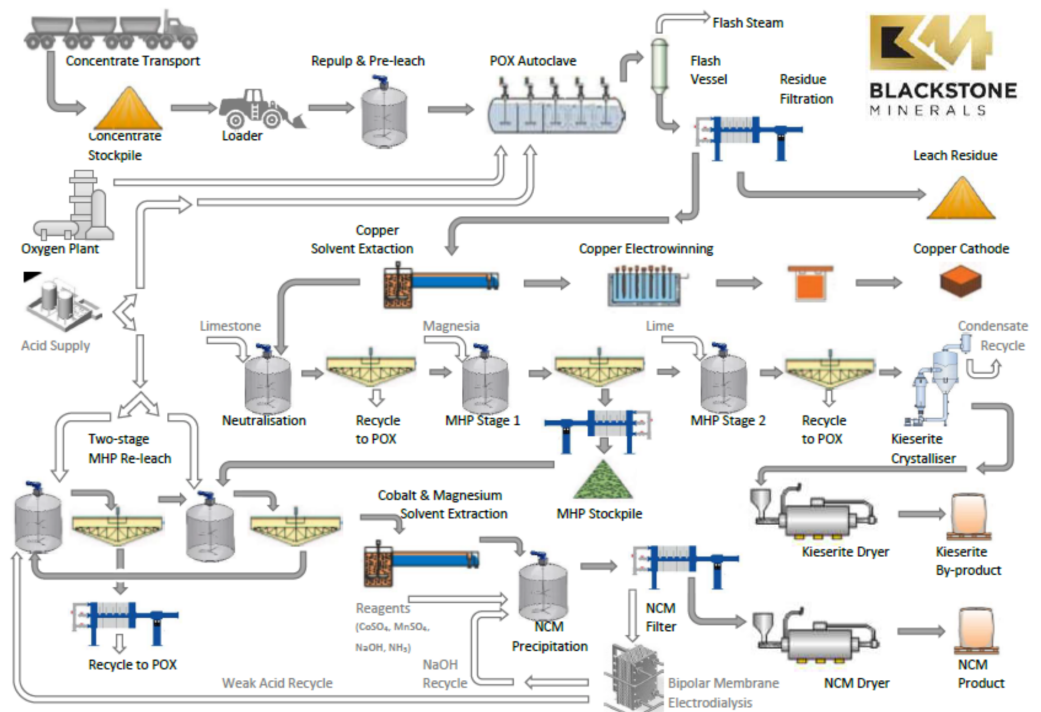 Flash Steam
Concentrate Transport
Repulp & Pre-leach
POX Autoclave
Flash
Vessel
Residue
Filtration
BLACKSTONE
MINERALS
Concentrate
Stockpile
Loader
Leach Residue
Oxygen Plant
Copper
Solvent Extaction
Copper Electrowinning
Copper Cathode
Acid Supply
Limestone
Magnesia
Lime
Condensate
Recycle
Neutralisation
Recycle
to POX
MHP Stage 1
MHP Stage 2
Recycle
to POX
Kieserite
Crystalliser
Two-stage
MHP Re-leach
MHP Stockpile
Cobalt & Magnesium
Solvent Extraction
Kieserite Dryer
Kieserite
By-product
Reagents
(CoSO₄, MnSO₄,
NaOH, NH₃)
NCM
Precipitation
NCM
Filter
Recycle to POX
NaOH
Recycle
Weak Acid Recycle
Bipolar Membrane
Electrodialysis
NCM Dryer
NCM
Product